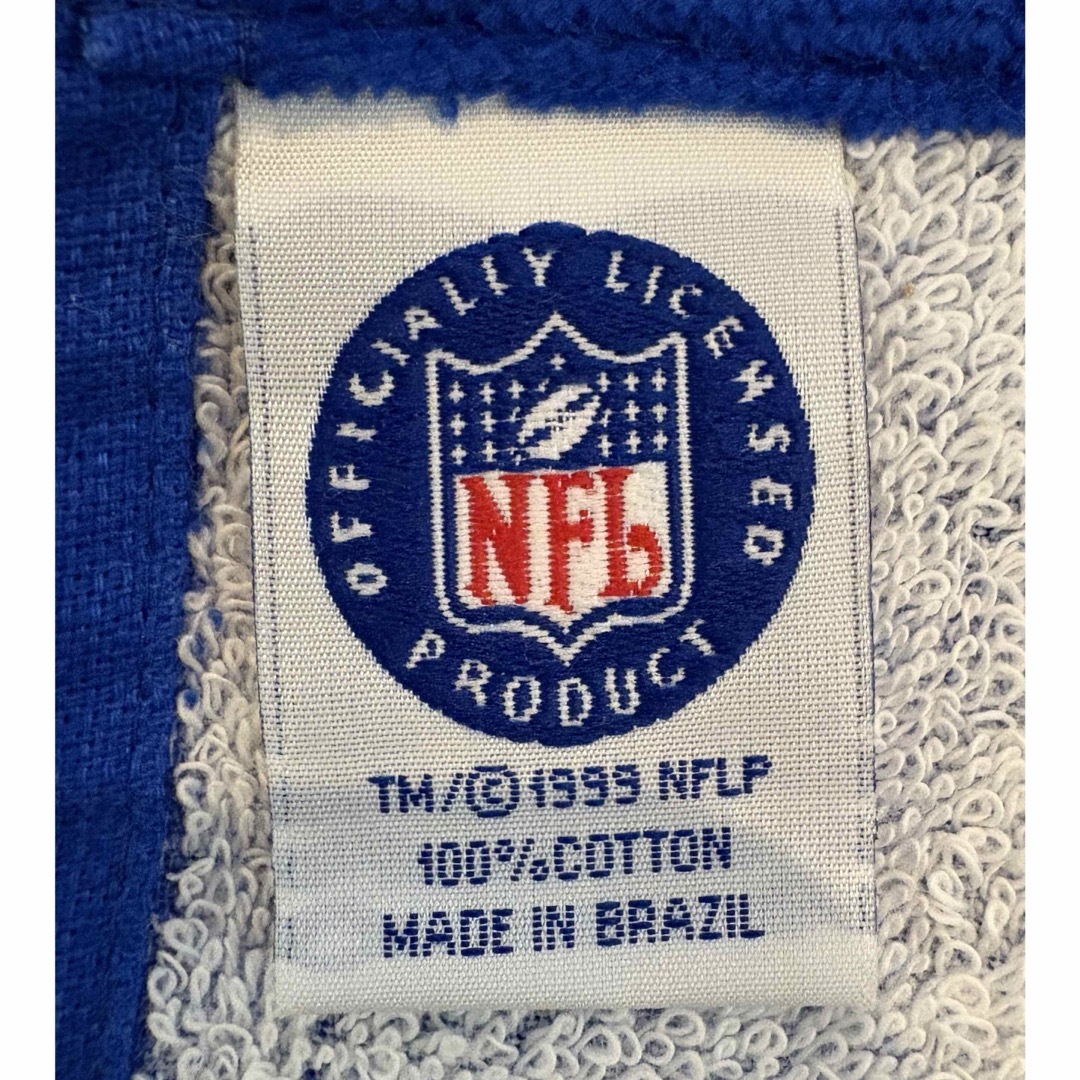 OFFICIALLY LICENSED
NFL
PRODUCT
TM/©1999 NFLP
100%COTTON
MADE IN BRAZIL